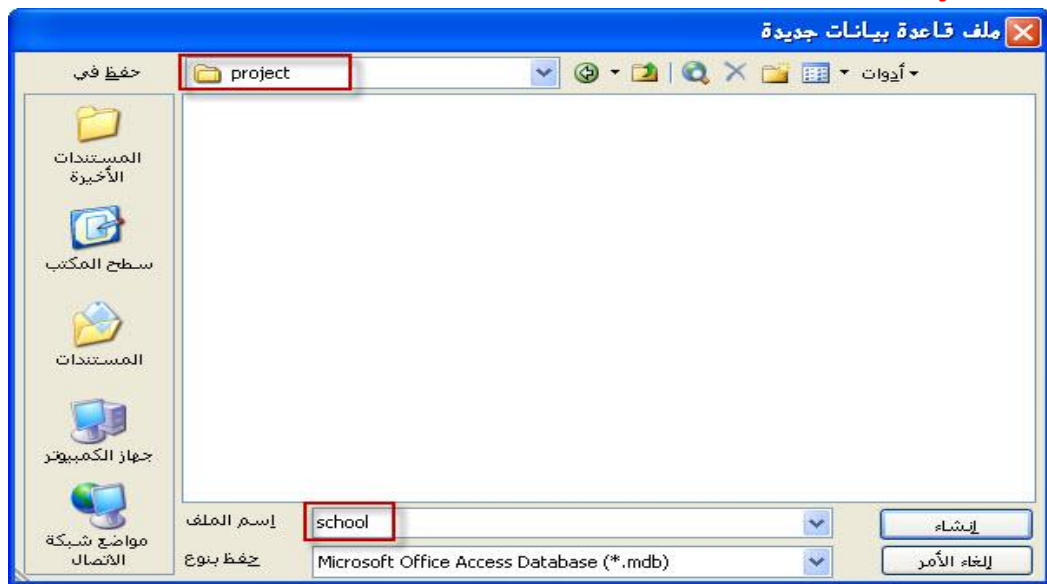 ملف قاعدة بيانات جديدة
حفظ في
project
أدوات
المستندات
الأخيرة
سطح المكتب
المستندات
جهاز الكمبيوتر
مواضع شبكة
الاتصال
إسم الملف
school
إنشاء
حفظ بنوع
Microsoft Office Access Database (*.mdb)
إلغاء الأمر